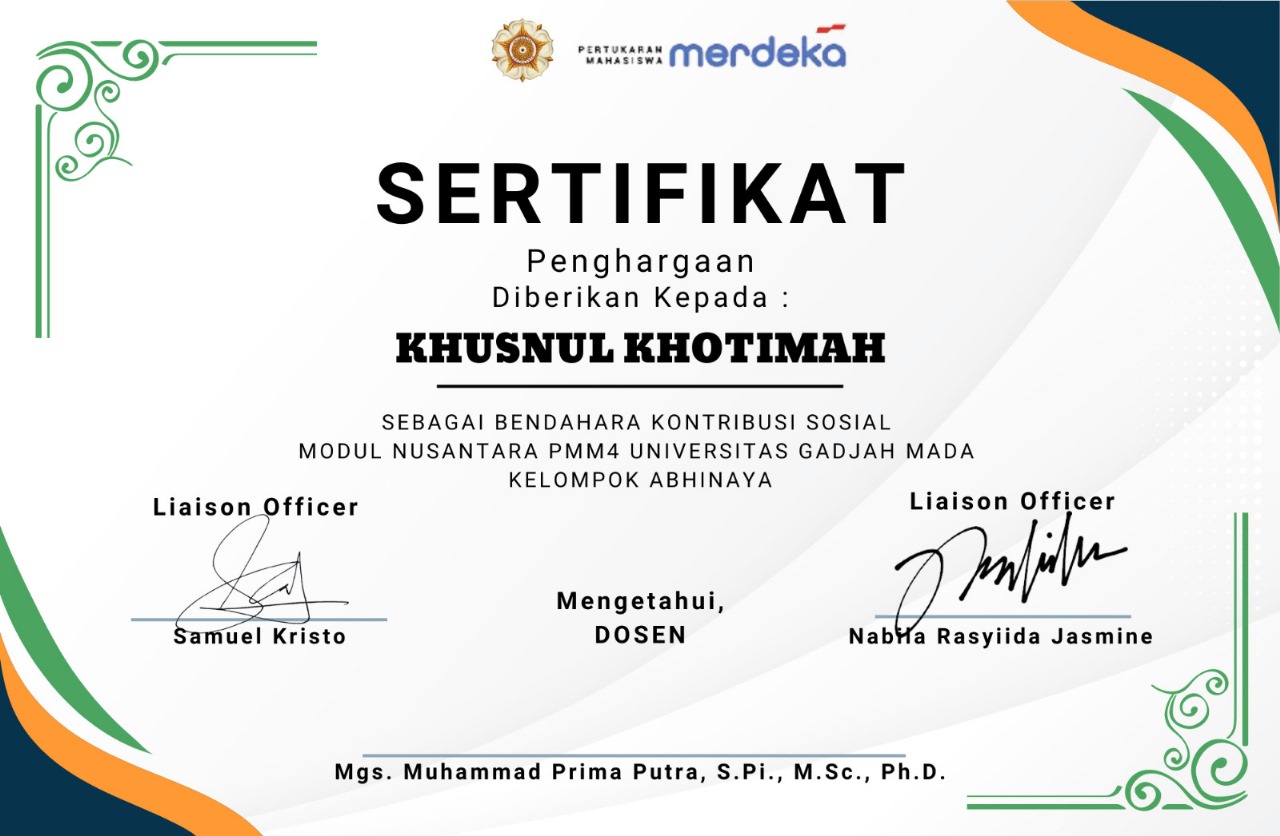 PERTUKARAN
MAHASISWA merdeka
SERTIFIKAT
Penghargaan
Diberikan Kepada :
KHUSNUL KHOTIMAH
SEBAGAI BENDAHARA KONTRIBUSI SOSIAL
MODUL NUSANTARA PMM4 UNIVERSITAS GADJAH MADA
KELOMPOK ABHINAYA
Liaison Officer
Samuel Kristo
Liaison Officer
Nabila Rasyiida Jasmine
Mengetahui,
DOSEN
Mgs. Muhammad Prima Putra, S.Pi., M.Sc., Ph.D.